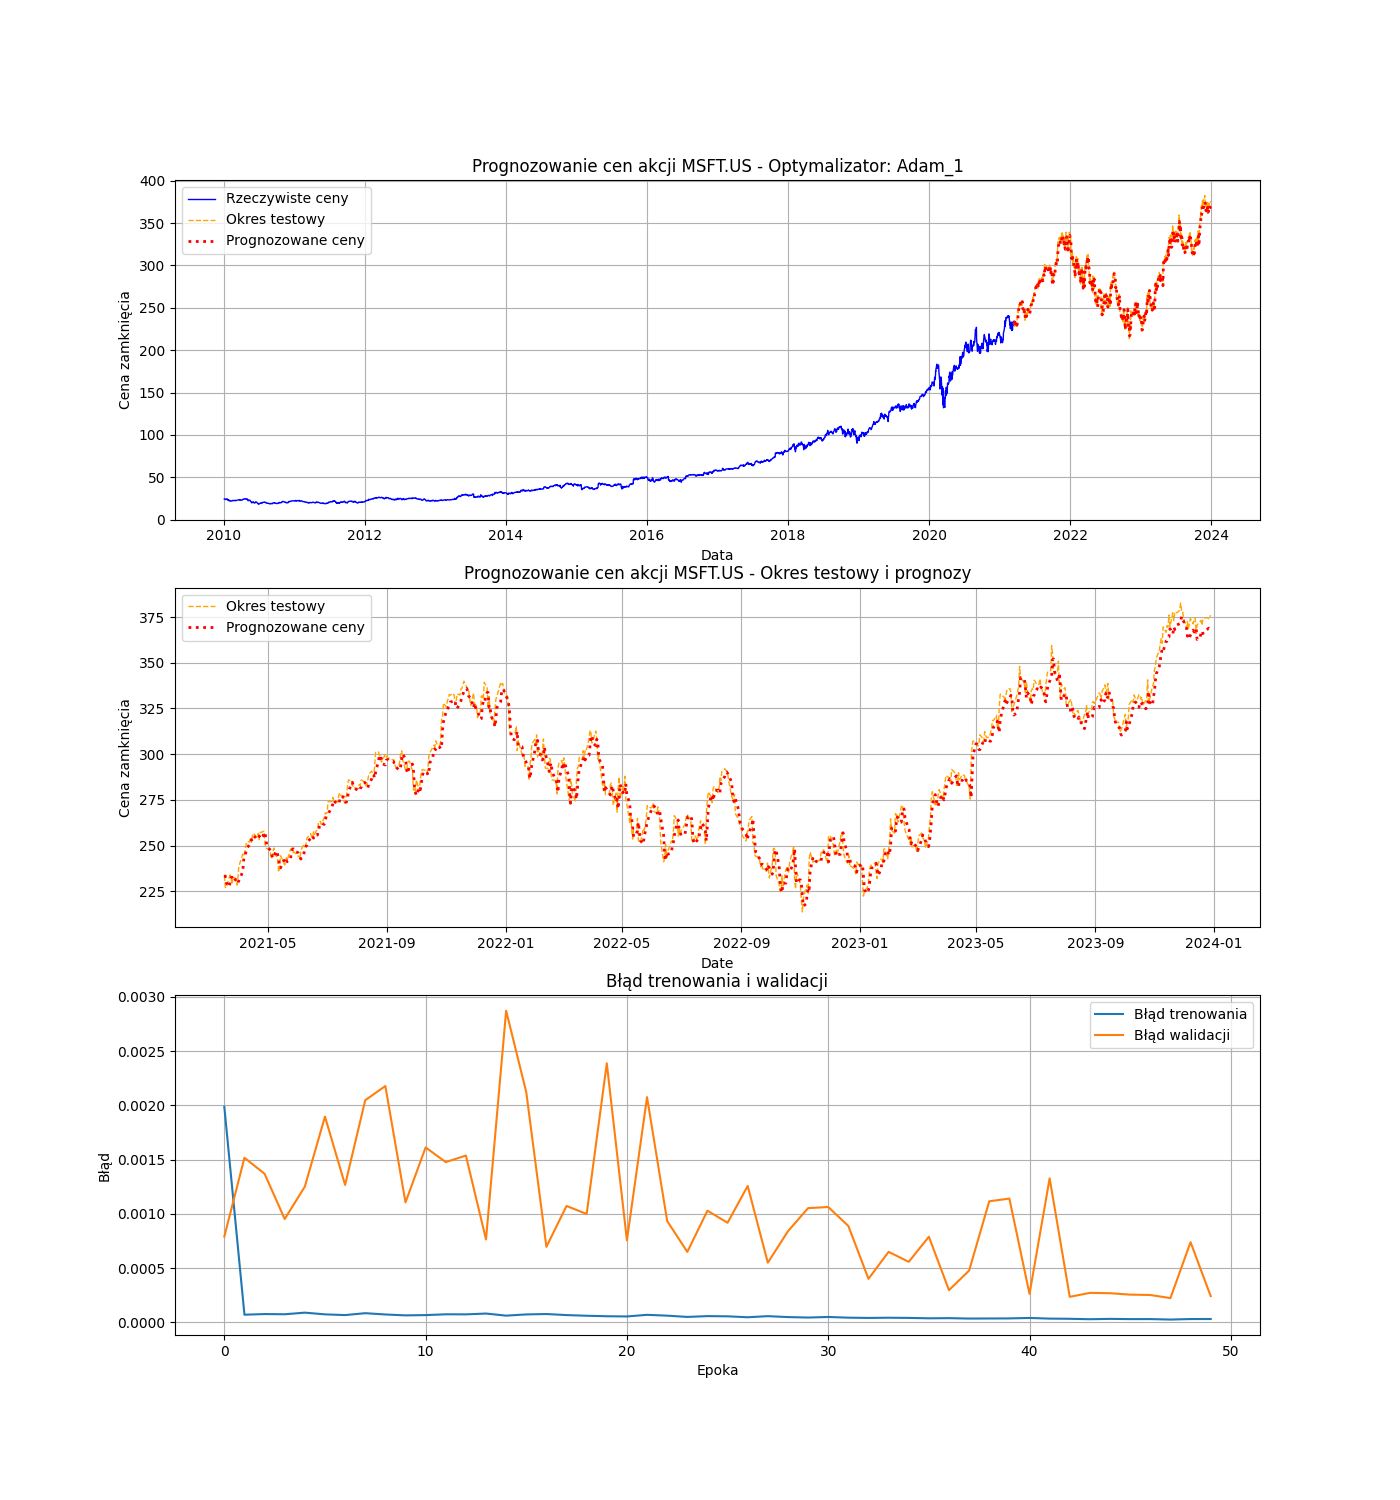 Prognozowanie cen akcji MSFT.US - Optymalizator: Adam_1
Cena zamknięcia
400
350
300
250
200
150
100
50
0
Rzeczywiste ceny
Okres testowy
Prognozowane ceny
2010 2012 2014 2016 2018 2020 2022 2024
Data
Prognozowanie cen akcji MSFT.US - Okres testowy i prognozy
Cena zamknięcia
375
350
325
300
275
250
225
Okres testowy
Prognozowane ceny
2021-05 2021-09 2022-01 2022-05 2022-09 2023-01 2023-05 2023-09 2024-01
Date
Błąd trenowania i walidacji
Błąd
0.0030
0.0025
0.0020
0.0015
0.0010
0.0005
0.0000
Błąd trenowania
Błąd walidacji
0 10 20 30 40 50
Epoka